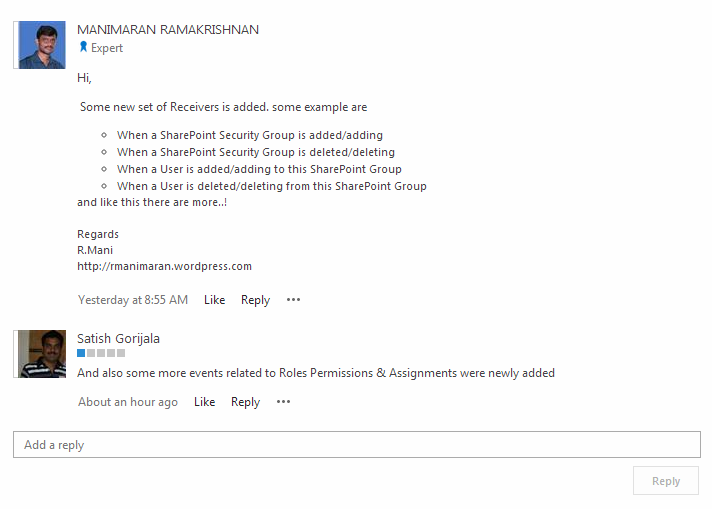 MANIMARAN RAMAKRISHNAN
Expert
Hi,
Some new set of Receivers is added. some example are
When a SharePoint Security Group is added/adding
When a SharePoint Security Group is deleted/deleting
When a User is added/adding to this SharePoint Group
When a User is deleted/deleting from this SharePoint Group
and like this there are more..!
Regards
R.Mani
http://rmanimaran.wordpress.com
Yesterday at 8:55 AM Like Reply •••
Satish Gorijala
And also some more events related to Roles Permissions & Assignments were newly added
About an hour ago Like Reply •••
Add a reply
Reply